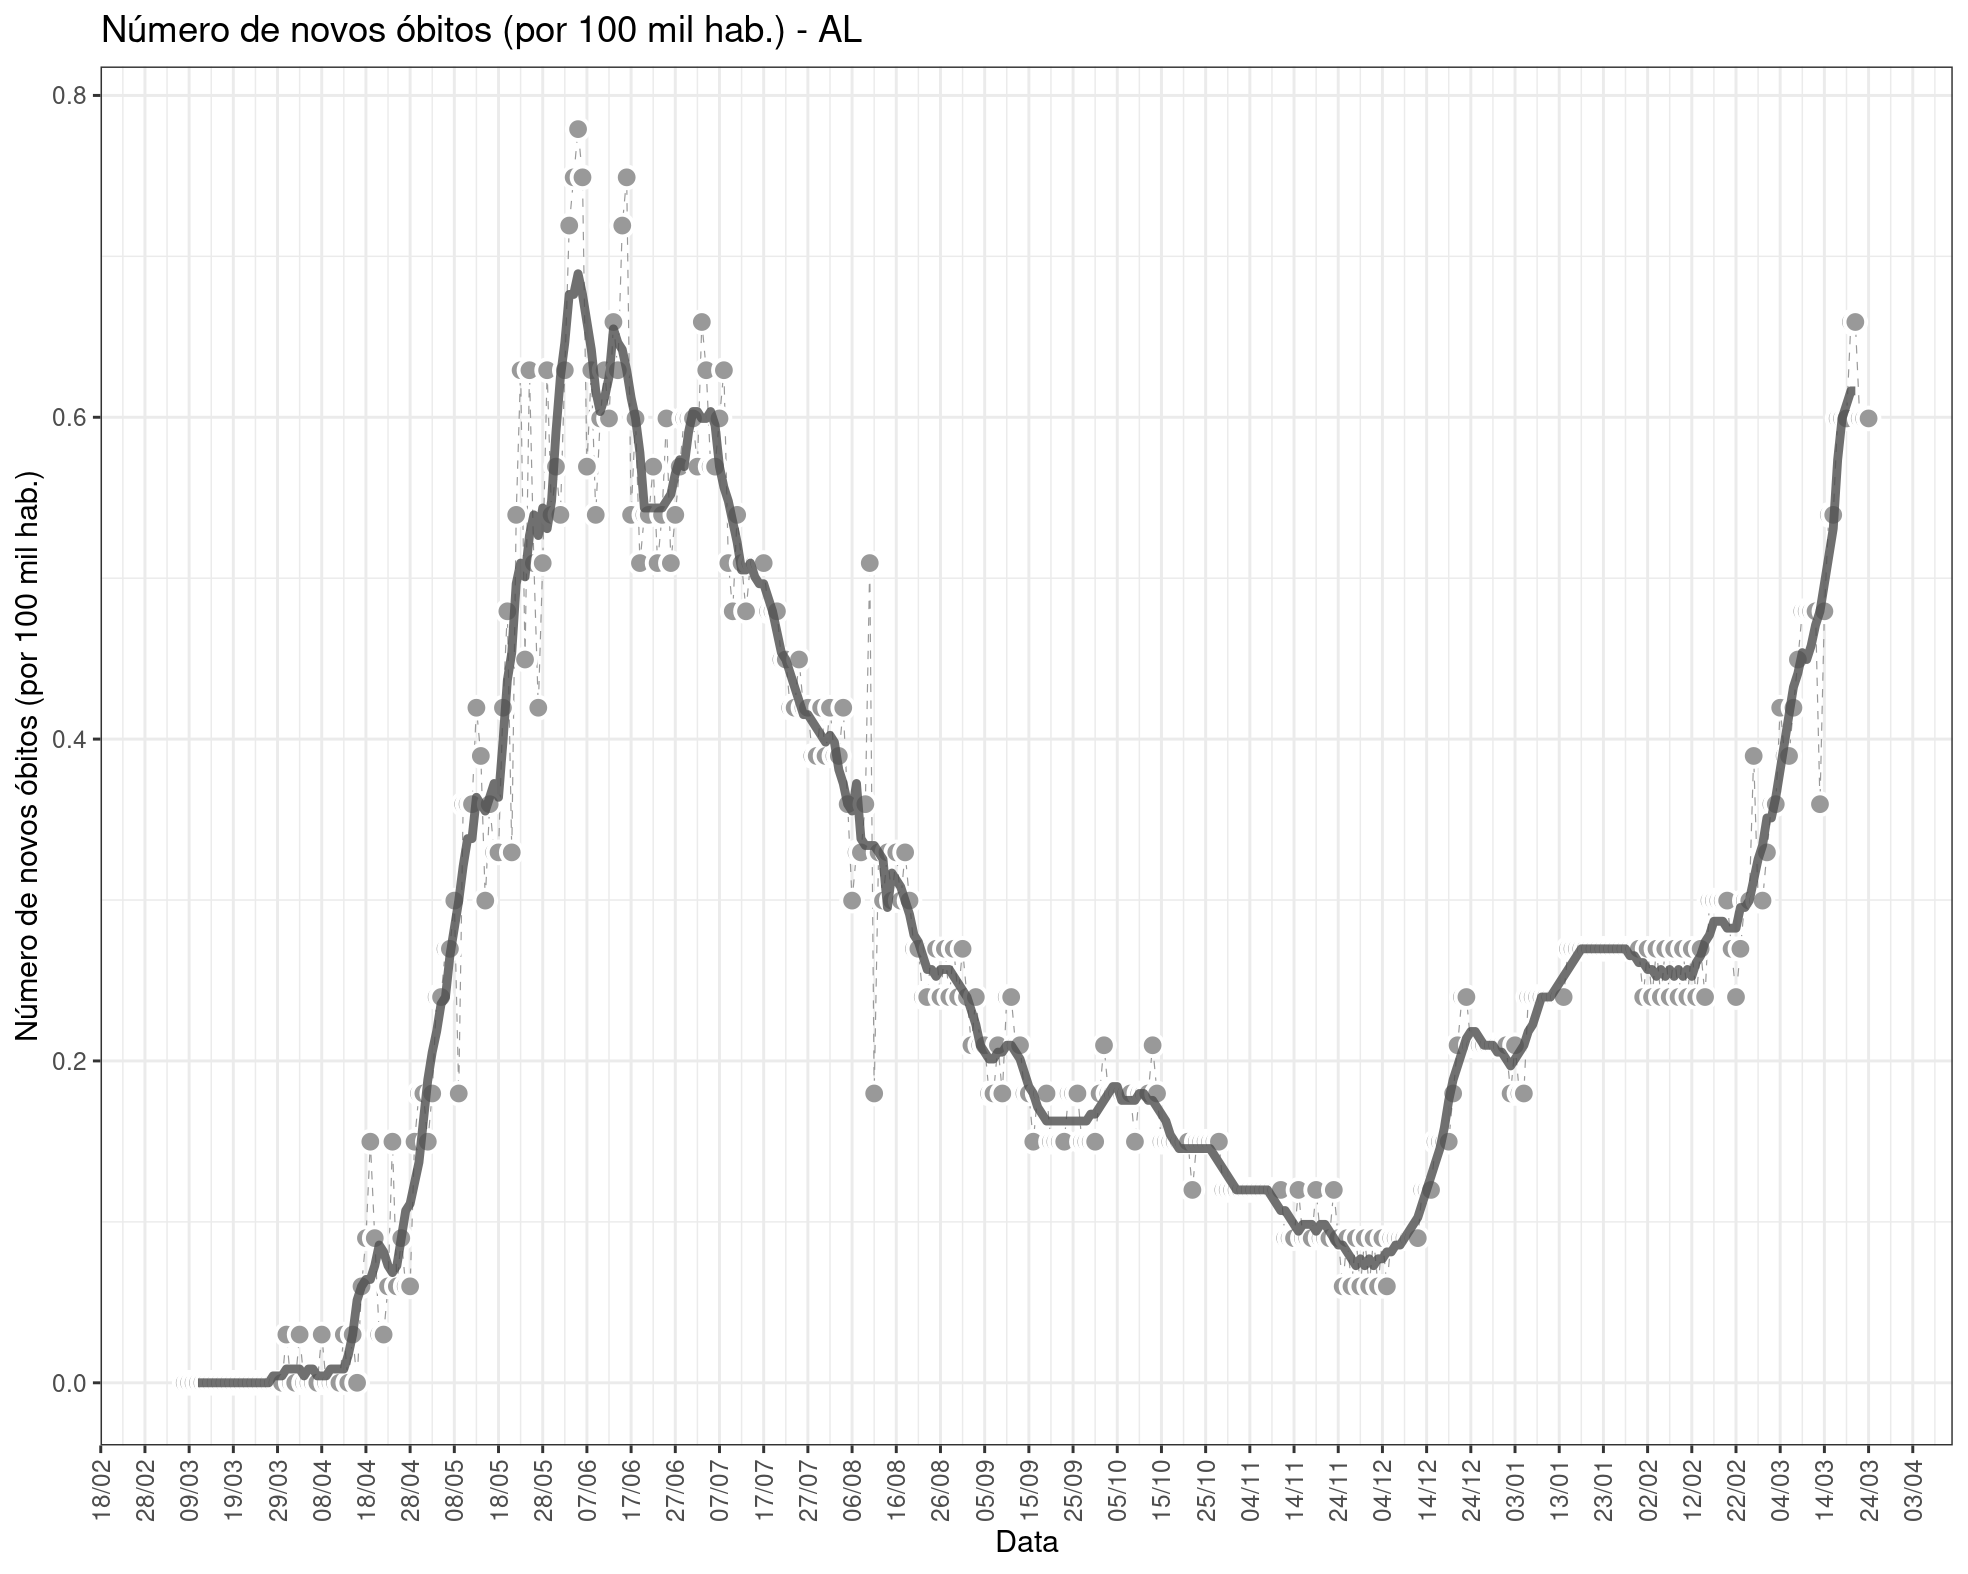 Número de novos óbitos (por 100 mil hab.) - AL
Número de novos óbitos (por 100 mil hab.)
0.8
0.6
0.4
0.2
0.0
18/02 28/02 09/03 19/03 29/03 08/04 18/04 28/04 08/05 18/05 28/05 07/06 17/06 27/06 07/07 17/07 27/07 06/08 16/08 26/08 05/09 15/09 25/09 05/10 15/10 25/10 04/11 14/11 24/11 04/12 14/12 24/12 03/01 13/01 23/01 02/02 12/02 22/02 04/03 14/03 24/03 03/04
Data